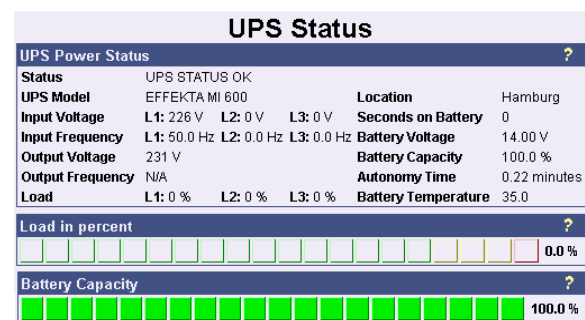 UPS Status
UPS Power Status ?
Status UPS STATUS OK
UPS Model EFFEKTA MI 600 Location Hamburg
Input Voltage L1: 226 V L2: 0 V L3: 0 V Seconds on Battery 0
Input Frequency L1: 50.0 Hz L2: 0.0 Hz L3: 0.0 Hz Battery Voltage 14.00 V
Output Voltage 231 V Battery Capacity 100.0 %
Output Frequency N/A Autonomy Time 0.22 minutes
Load L1: 0 % L2: 0 % L3: 0 % Battery Temperature 35.0
Load in percent ?
0.0 %
Battery Capacity ?
100.0 %